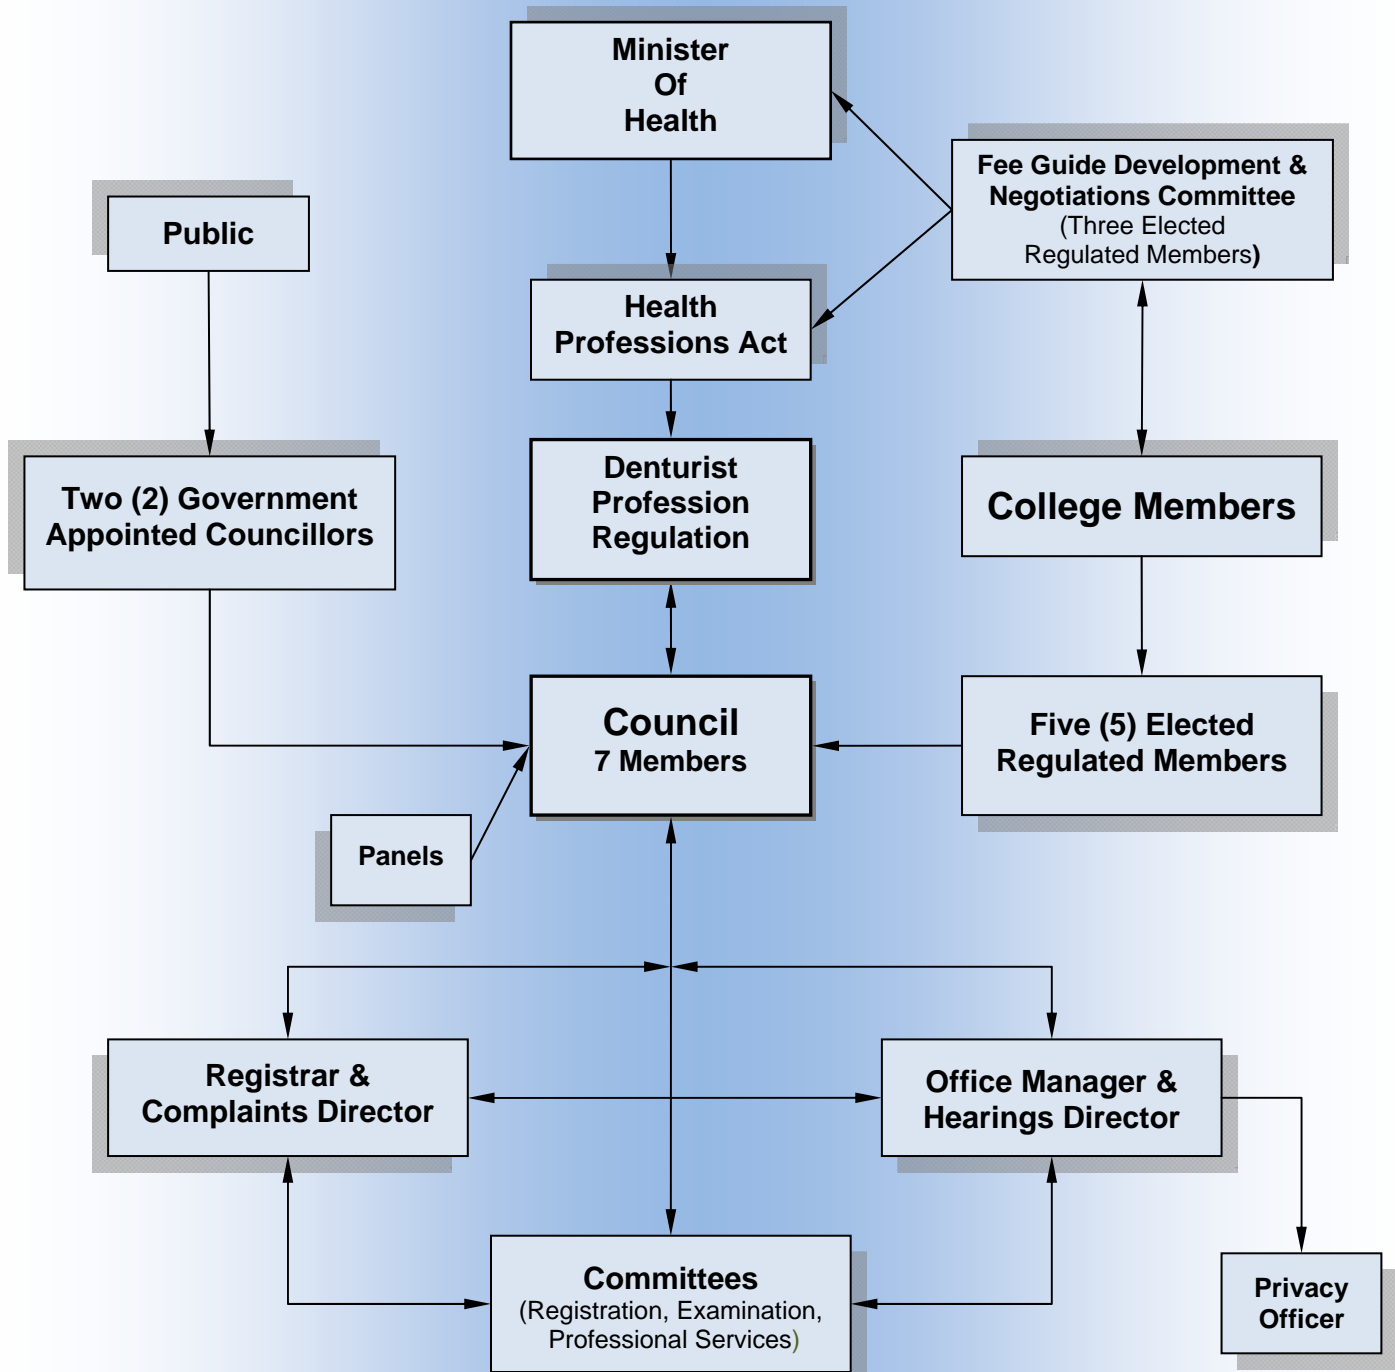 Minister
Of
Health
Fee Guide Development &
Negotiations Committee
(Three Elected
Regulated Members)
Public
Health
Professions Act
Two (2) Government
Appointed Councillors
Denturist
Profession
Regulation
College Members
Council
7 Members
Five (5) Elected
Regulated Members
Panels
Registrar &
Complaints Director
Office Manager &
Hearings Director
Committees
(Registration, Examination,
Professional Services)
Privacy
Officer